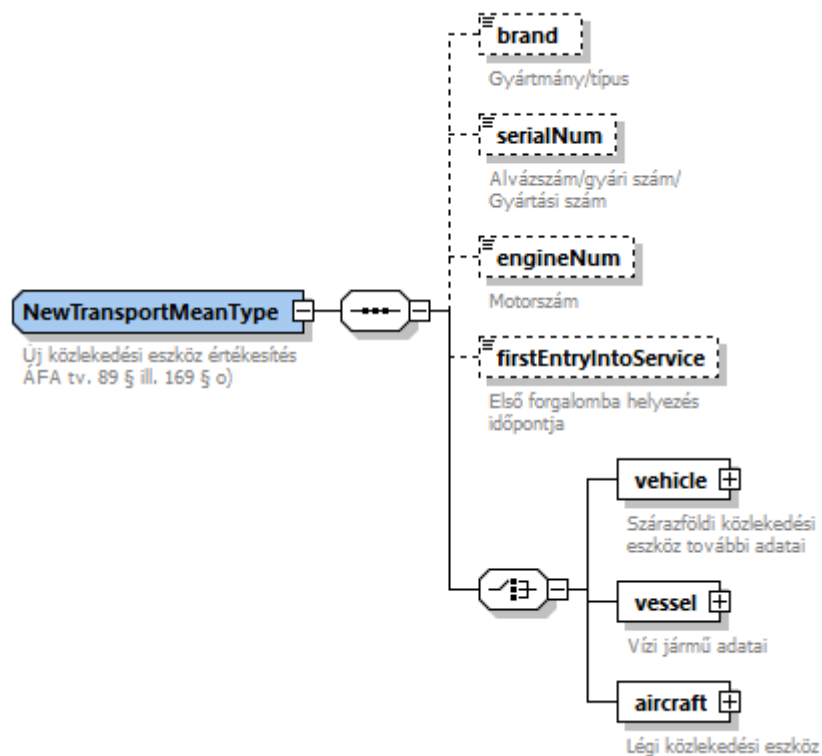 brand
Gyártmány/típus
serialNum
Alvázszám/gyári szám/
Gyártási szám
engineNum
Motorszám
NewTransportMeanType
Új közlekedési eszköz értékesítés
ÁFA tv. 89 § ill. 169 § o)
firstEntryIntoService
Első forgalomba helyezés
időpontja
vehicle
Szárazföldi közlekedési
eszköz további adatai
vessel
Vízi jármű adatai
aircraft
Légi közlekedési eszköz